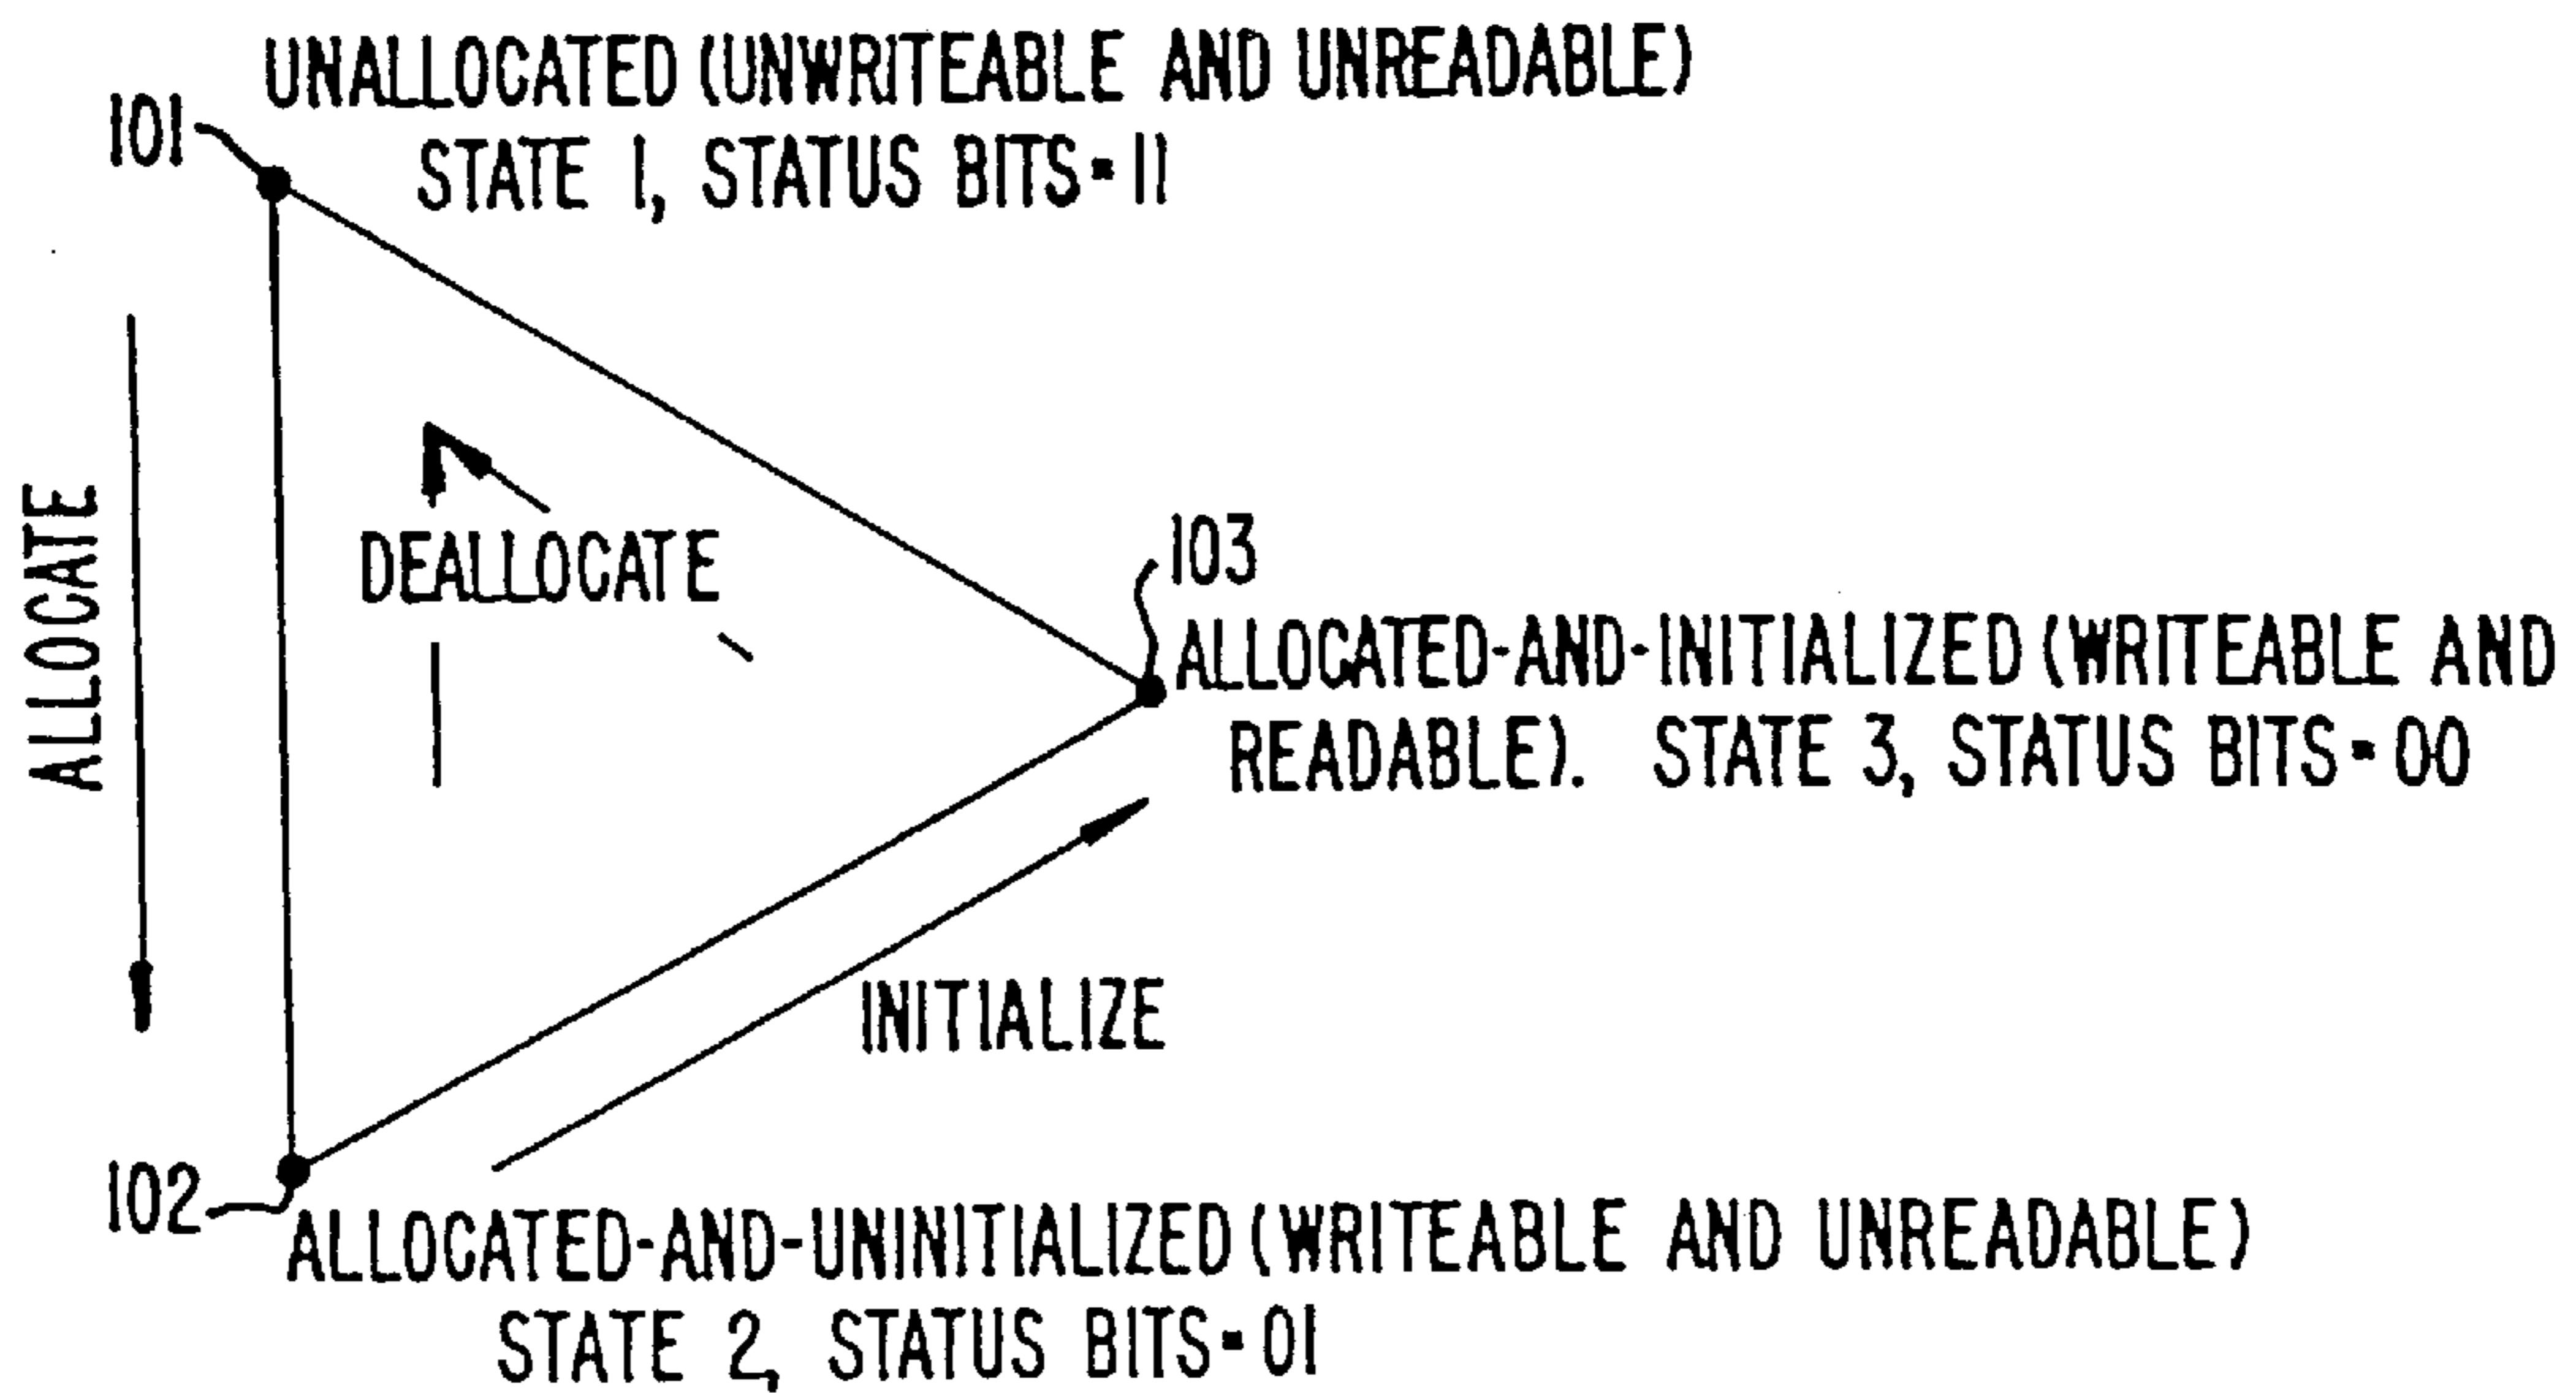 UNALLOCATED (UNWRITEABLE AND UNREADABLE)
101
STATE 1, STATUS BITS=11
ALLOCATE
DEALLOCATE
103
ALLOCATED-AND-INITIALIZED (WRITEABLE AND
READABLE). STATE 3, STATUS BITS=00
INITIALIZE
102
ALLOCATED-AND-UNINITIALIZED (WRITEABLE AND UNREADABLE)
STATE 2, STATUS BITS=01